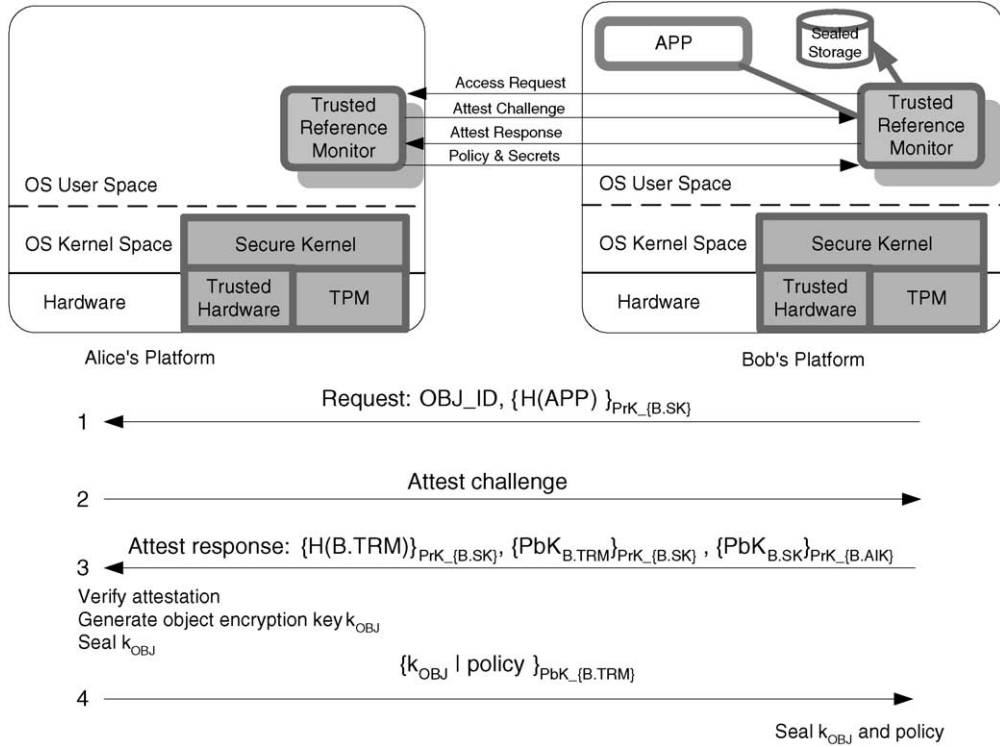 APP
Sealed
Storage
Access Request
Attest Challenge
Attest Response
Policy & Secrets
Trusted
Reference
Monitor
Trusted
Reference
Monitor
OS User Space
OS User Space
OS Kernel Space
Secure Kernel
OS Kernel Space
Secure Kernel
Hardware
Trusted
Hardware
TPM
Hardware
Trusted
Hardware
TPM
Alice's Platform
Bob's Platform
Request: OBJ_ID, {H(APP) }PrK_{B.SK}
1
Attest challenge
2
Attest response: {H(B.TRM)}PrK_{B.SK}, {PbKB.TRM}PrK_{B.SK} , {PbKB.SK}PrK_{B.AIK}
3
Verify attestation
Generate object encryption key kOBJ
Seal kOBJ
{kOBJ | policy }PbK_{B.TRM}
4
Seal kOBJ and policy